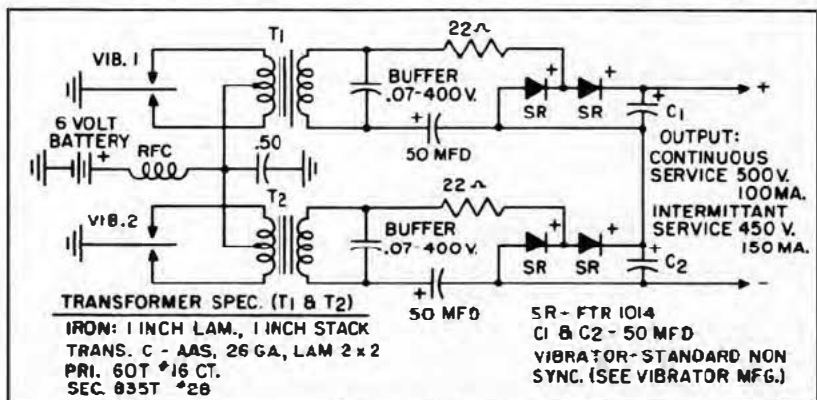 VIB. 1
T1
22Ω
+
+
BUFFER
.07-400V.
SR
SR
C1
+
6 VOLT
BATTERY
+
RFC
.50
+
50 MFD
OUTPUT:
CONTINUOUS
SERVICE 500V.
100MA.
INTERMITTANT
SERVICE 450 V.
150 MA.
VIB.2
T2
22Ω
+
+
BUFFER
.07-400V.
SR
SR
+
C2
-
+
50 MFD
TRANSFORMER SPEC. (T1 & T2)
IRON: 1 INCH LAM., 1 INCH STACK
TRANS. C - AAS, 26 GA., LAM 2 x 2
PRI. 60T #16 CT.
SEC. 835T #28
SR- FTR 1014
C1 & C2 - 50 MFD
VIBRATOR- STANDARD NON
SYNC. (SEE VIBRATOR MFG.)